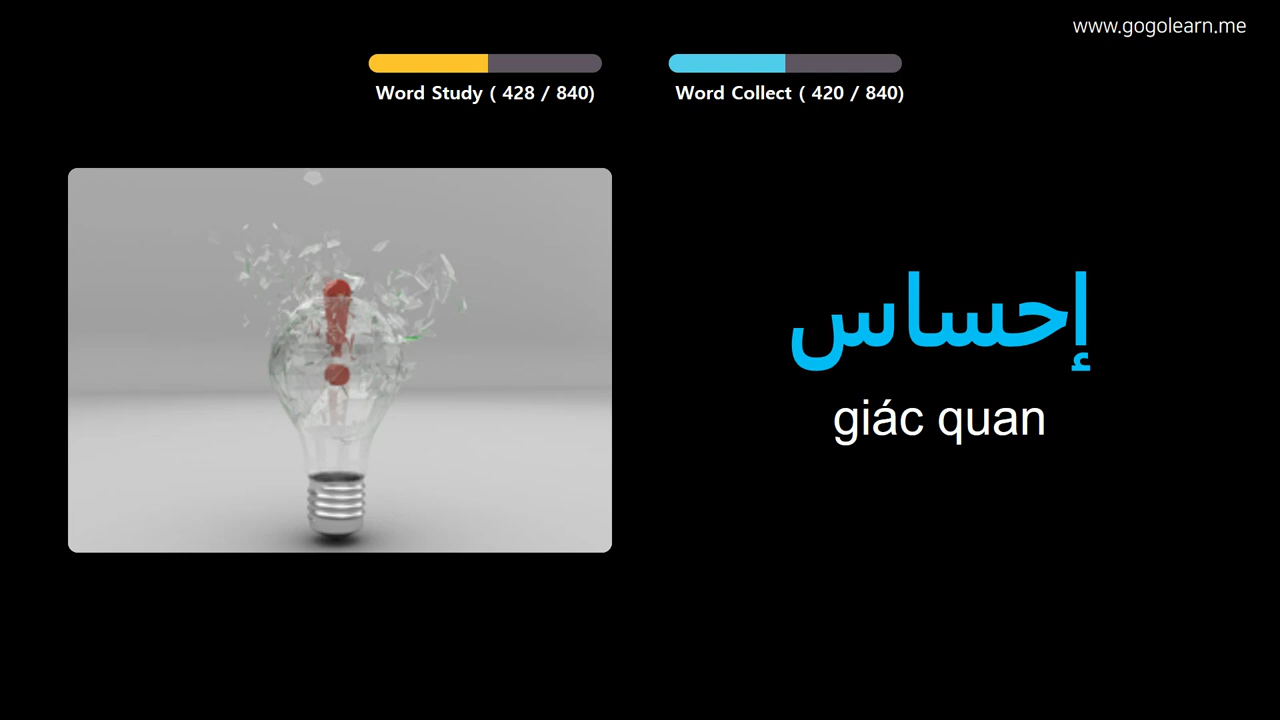 www.gogolearn.me
Word Study ( 428 / 840)
Word Collect ( 420 / 840)
إحساس
giác quan